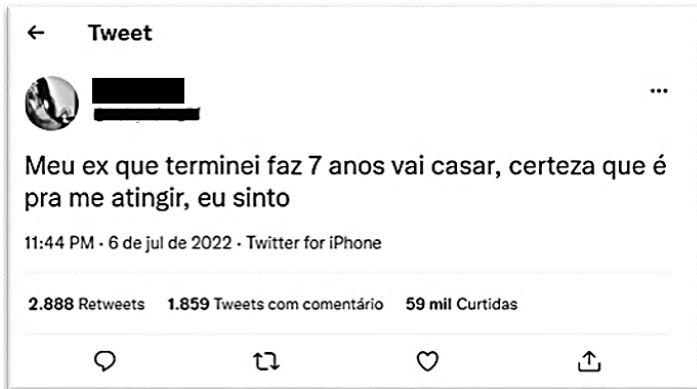 Tweet
Meu ex que terminei faz 7 anos vai casar, certeza que é
pra me atingir, eu sinto
11:44 PM · 6 de jul de 2022 · Twitter for iPhone
2.888 Retweets 1.859 Tweets com comentário 59 mil Curtidas